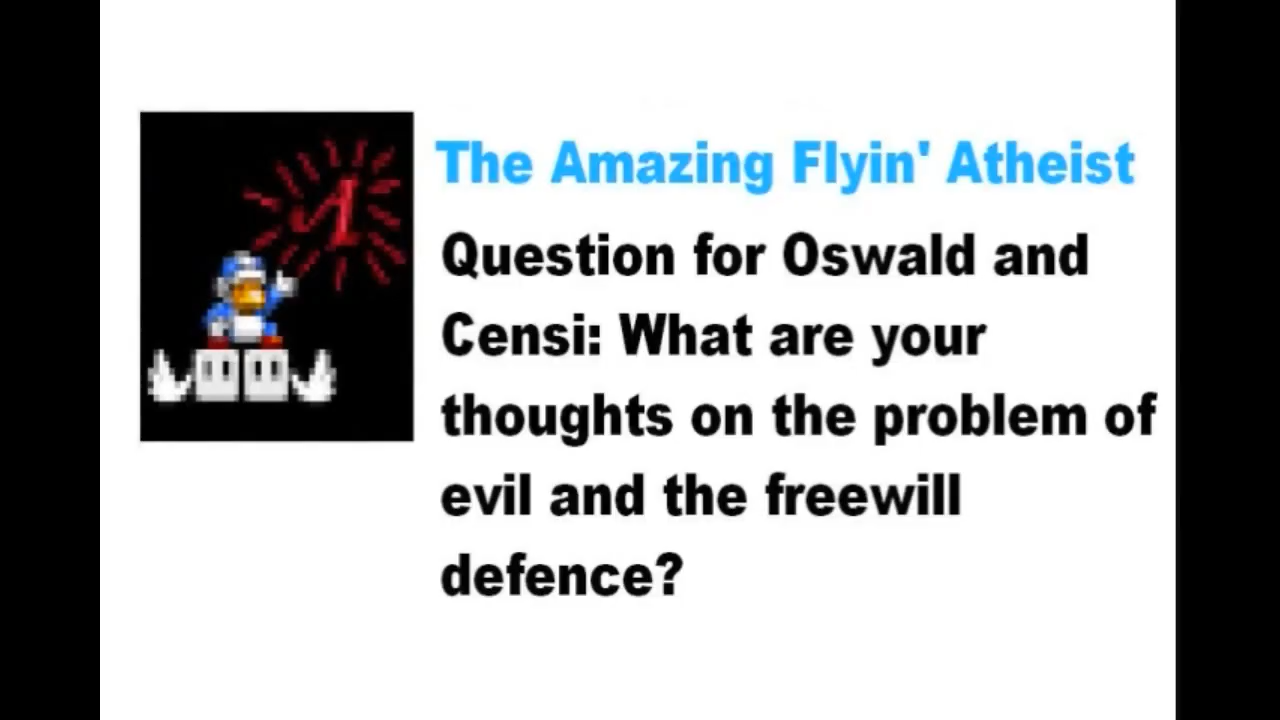 The Amazing Flyin' Atheist
Question for Oswald and
Censi: What are your
thoughts on the problem of
evil and the freewill
defence?